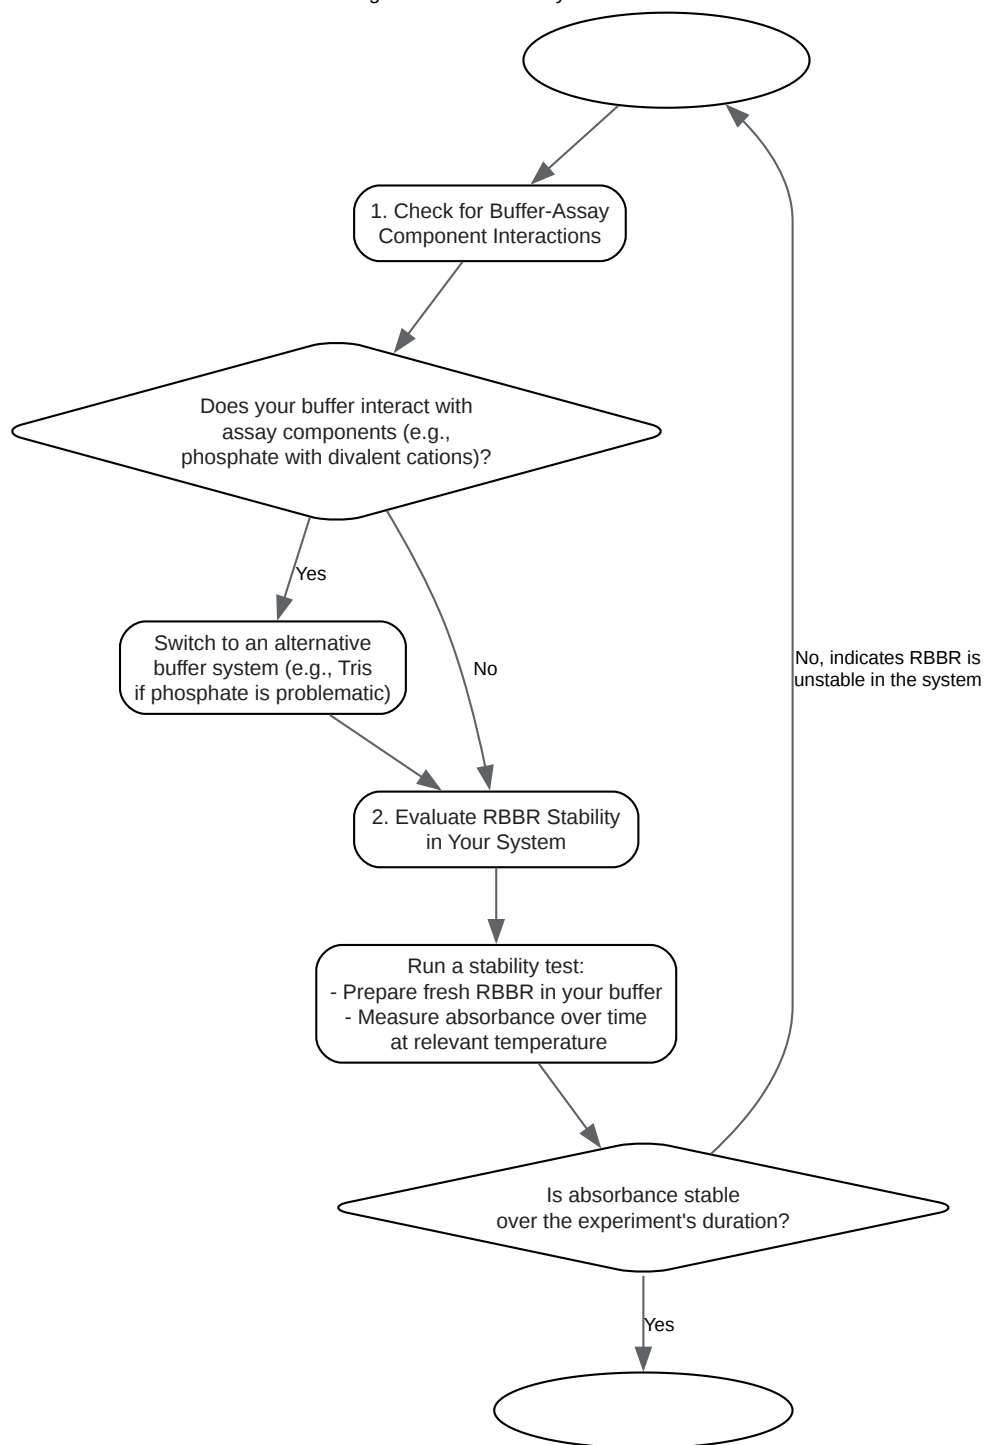 1. Check for Buffer-Assay
Component Interactions
Does your buffer interact with
assay components (e.g.,
phosphate with divalent cations)?
Yes
Switch to an alternative
buffer system (e.g., Tris
if phosphate is problematic)
No
No, indicates RBBR is
unstable in the system
2. Evaluate RBBR Stability
in Your System
Run a stability test:
- Prepare fresh RBBR in your buffer
- Measure absorbance over time
at relevant temperature
Is absorbance stable
over the experiment's duration?
Yes